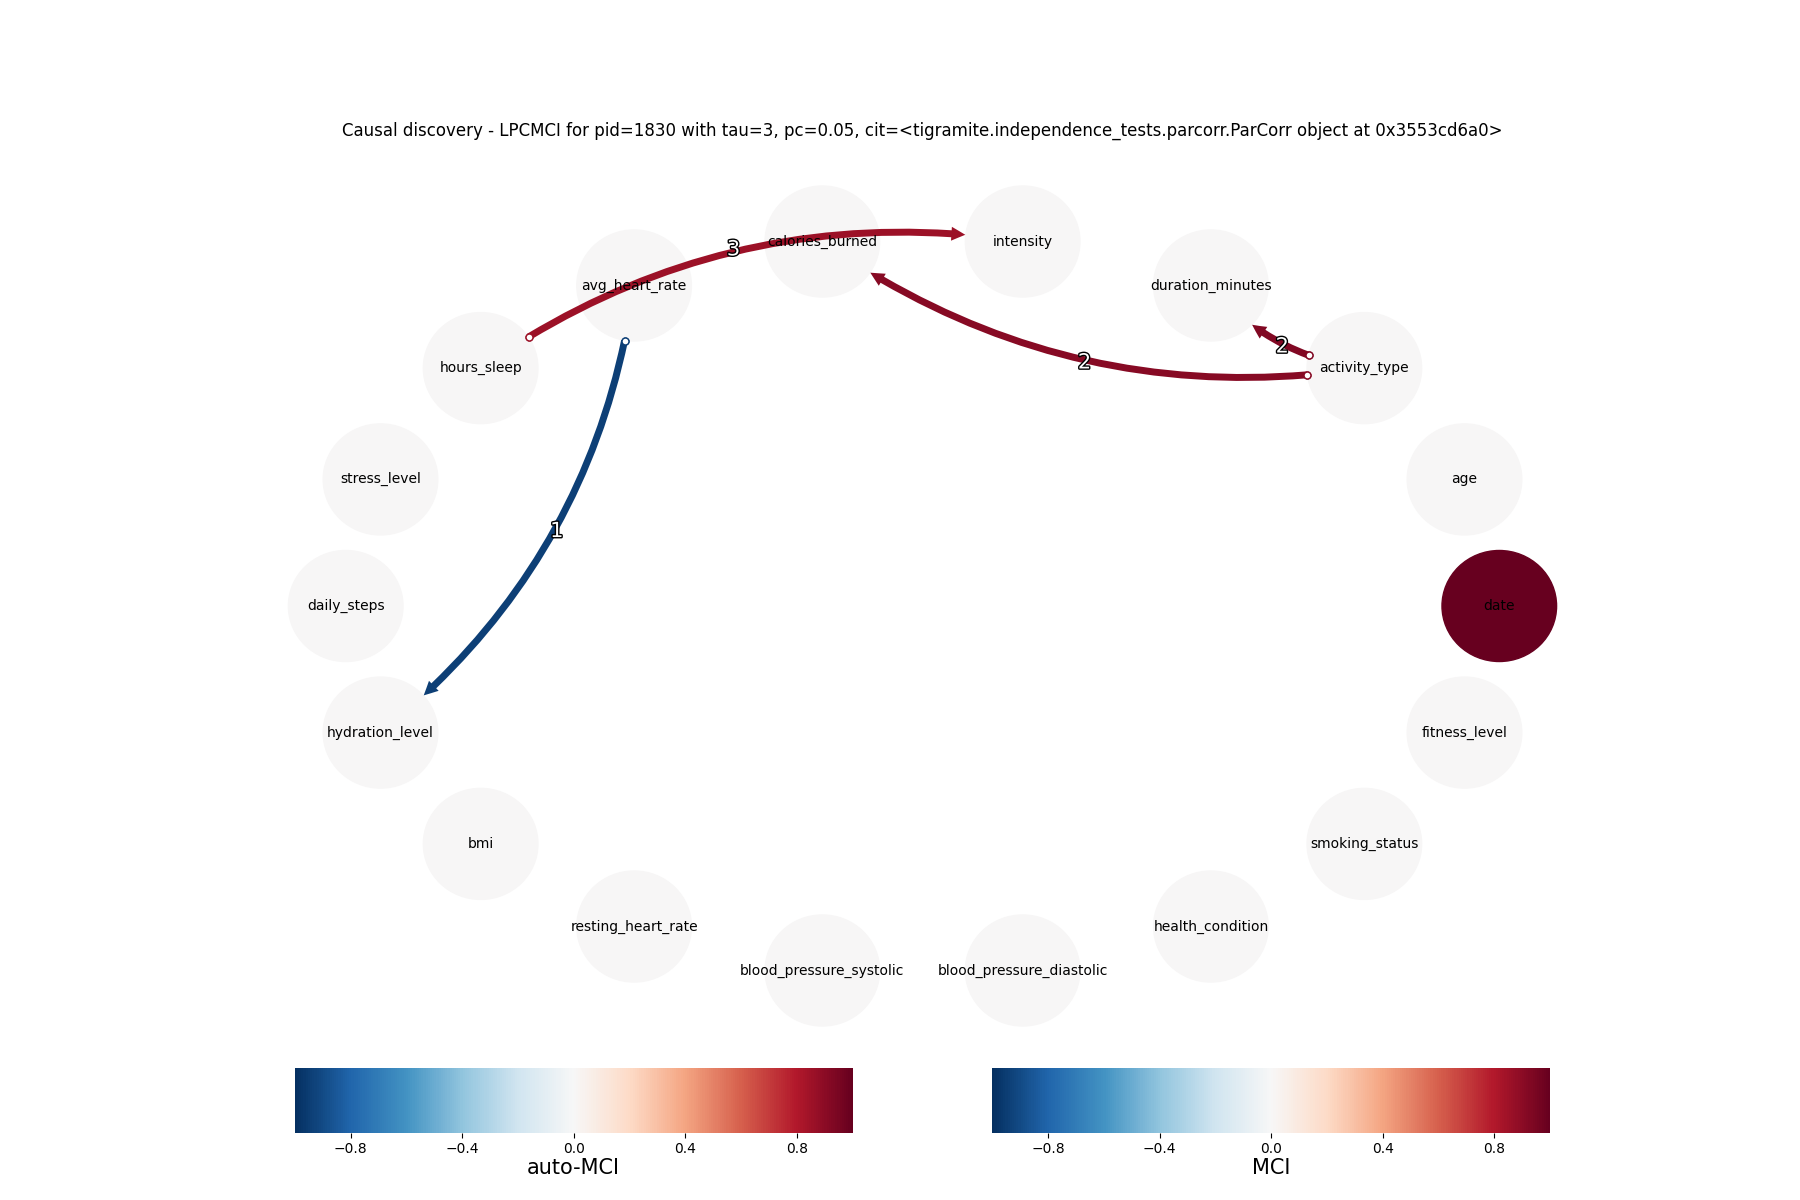 Causal discovery - LPCMCI for pid=1830 with tau=3, pc=0.05, cit=<tigramite.independence_tests.parcorr.ParCorr object at 0x3553cd6a0>
calories_burned
intensity
3
avg_heart_rate
duration_minutes
2
2
hours_sleep
activity_type
stress_level
age
1
daily_steps
date
hydration_level
fitness_level
bmi
smoking_status
resting_heart_rate
health_condition
blood_pressure_systolic
blood_pressure_diastolic
−0.8 −0.4 0.0 0.4 0.8
auto-MCI
−0.8 −0.4 0.0 0.4 0.8
MCI